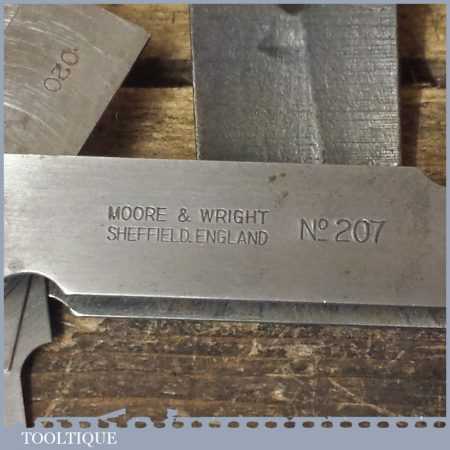 .020
MOORE & WRIGHT
SHEFFIELD. ENGLAND
Nº 207
TOOLTIQUE